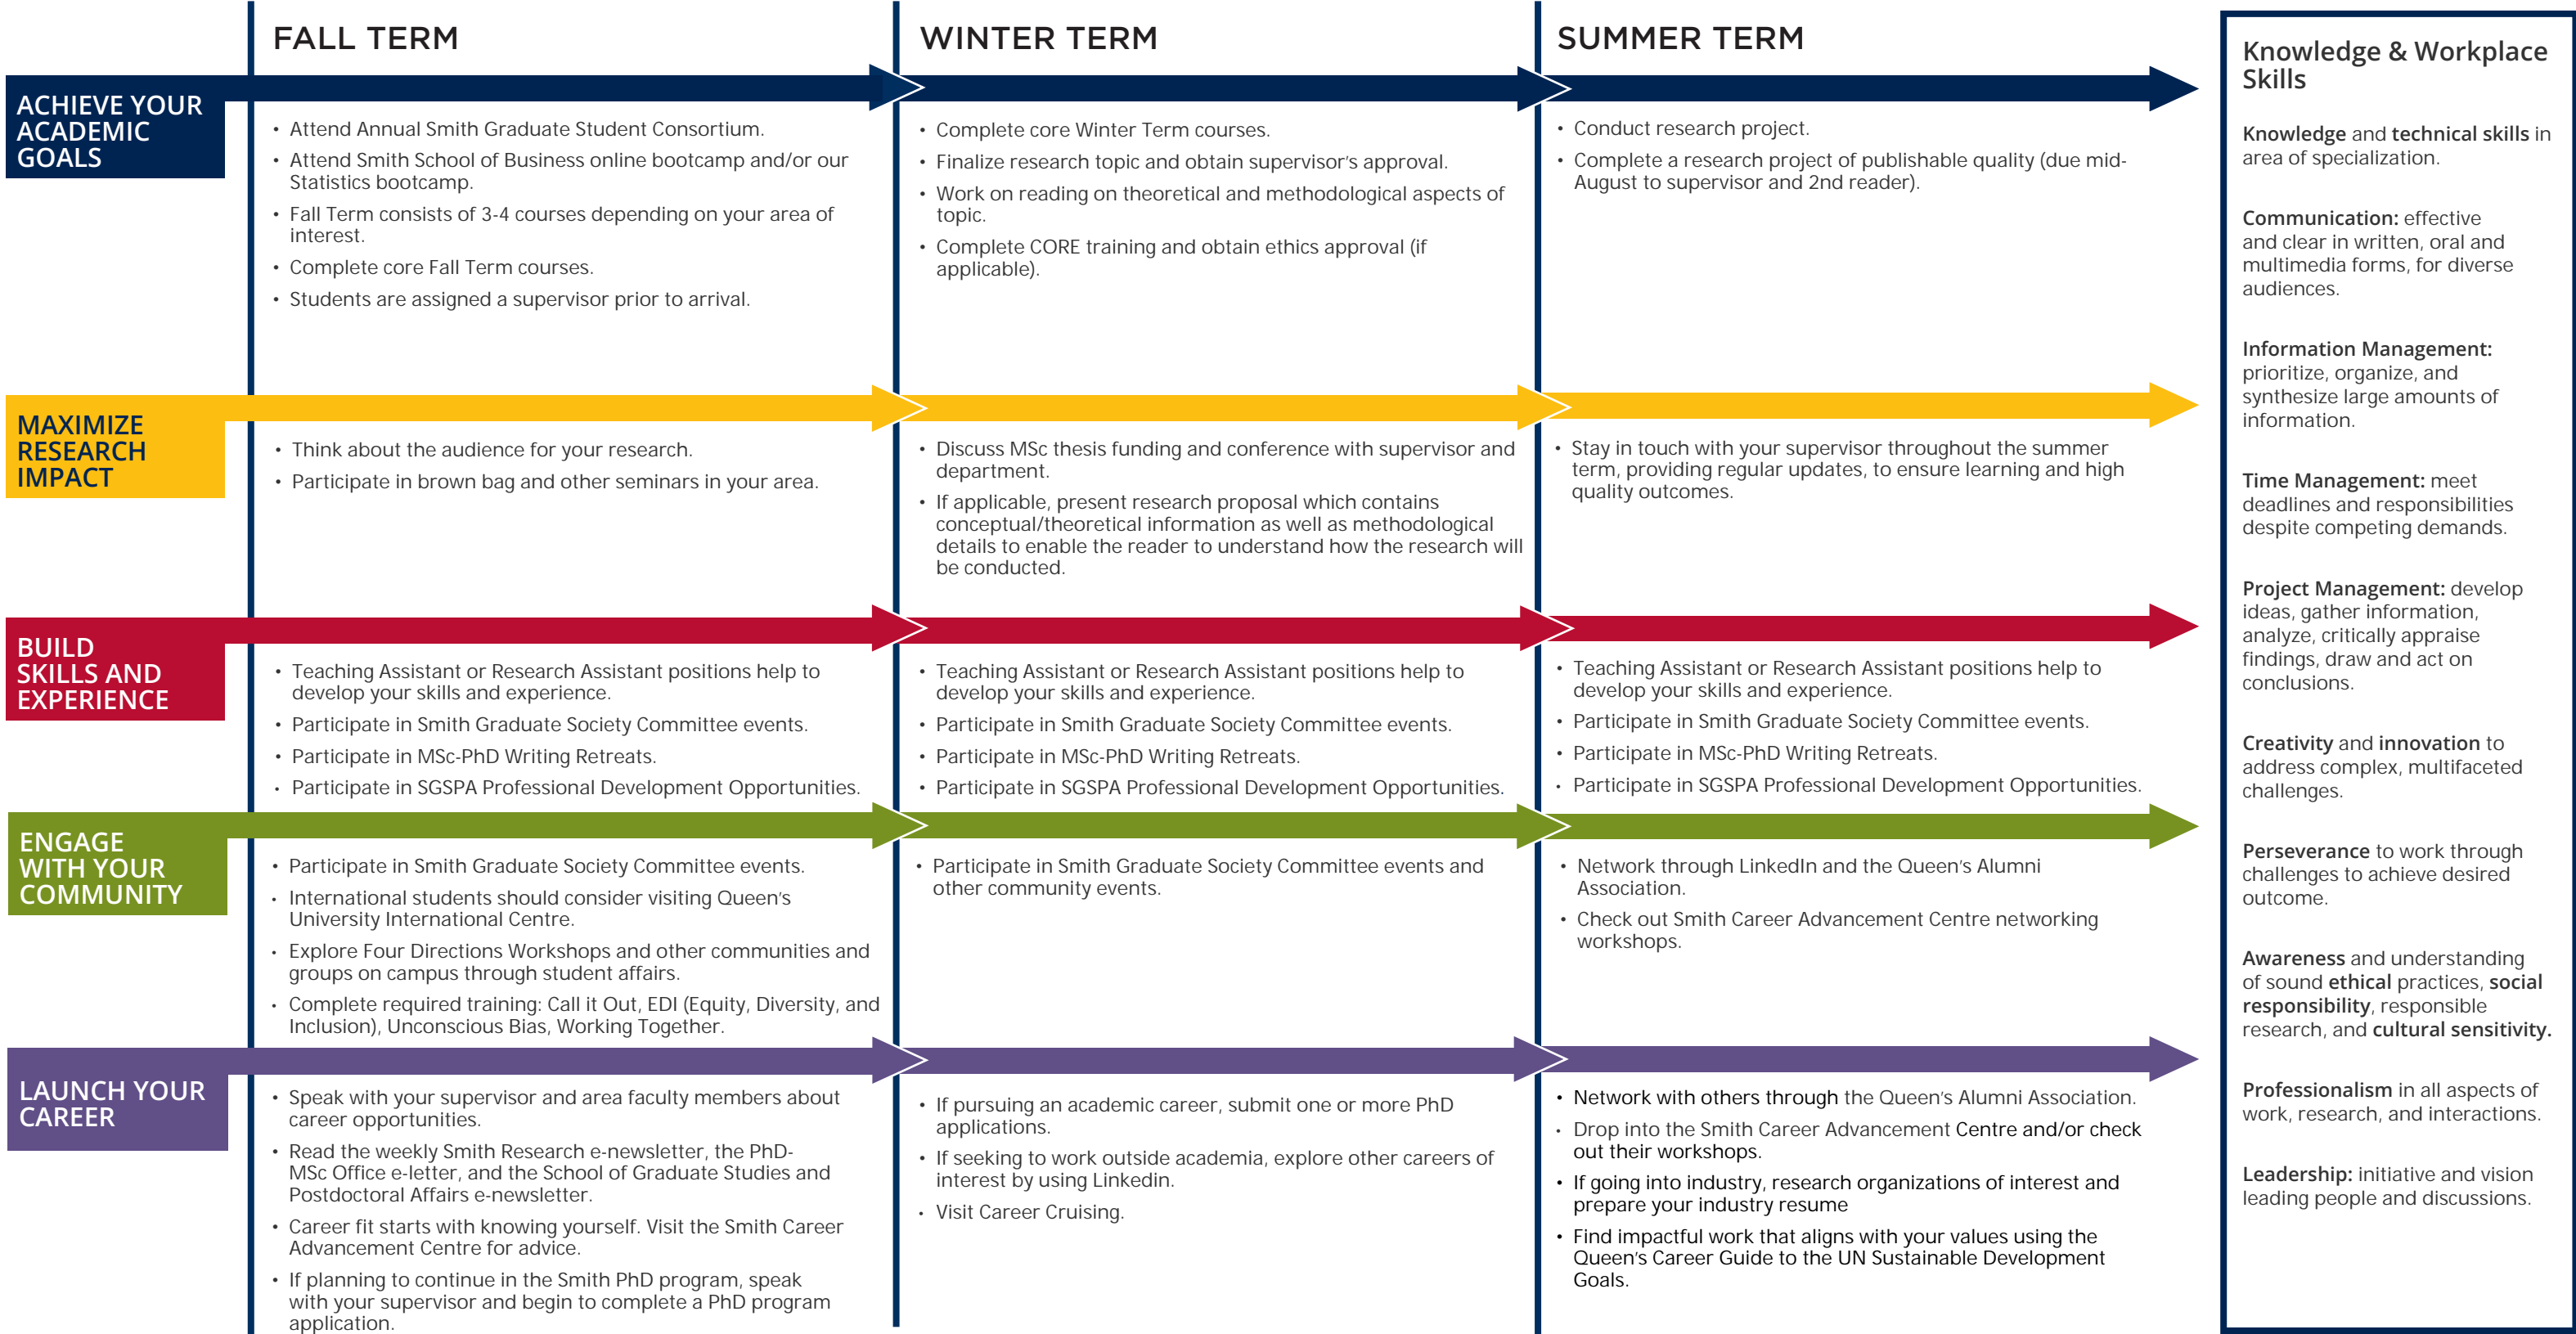 FALL TERM
WINTER TERM
SUMMER TERM
ACHIEVE YOUR
ACADEMIC
GOALS
• Attend Annual Smith Graduate Student Consortium.
• Attend Smith School of Business online bootcamp and/or our
Statistics bootcamp.
• Fall Term consists of 3-4 courses depending on your area of
interest.
• Complete core Fall Term courses.
• Students are assigned a supervisor prior to arrival.
• Complete core Winter Term courses.
• Finalize research topic and obtain supervisor's approval.
• Work on reading on theoretical and methodological aspects of
topic.
• Complete CORE training and obtain ethics approval (if
applicable).
• Conduct research project.
• Complete a research project of publishable quality (due mid-
August to supervisor and 2nd reader).
MAXIMIZE
RESEARCH
IMPACT
• Think about the audience for your research.
• Participate in brown bag and other seminars in your area.
• Discuss MSc thesis funding and conference with supervisor and
department.
• If applicable, present research proposal which contains
conceptual/theoretical information as well as methodological
details to enable the reader to understand how the research will
be conducted.
• Stay in touch with your supervisor throughout the summer
term, providing regular updates, to ensure learning and high
quality outcomes.
BUILD
SKILLS AND
EXPERIENCE
• Teaching Assistant or Research Assistant positions help to
develop your skills and experience.
• Participate in Smith Graduate Society Committee events.
• Participate in MSc-PhD Writing Retreats.
• Participate in SGSPA Professional Development Opportunities.
• Teaching Assistant or Research Assistant positions help to
develop your skills and experience.
• Participate in Smith Graduate Society Committee events.
• Participate in MSc-PhD Writing Retreats.
• Participate in SGSPA Professional Development Opportunities.
• Teaching Assistant or Research Assistant positions help to
develop your skills and experience.
• Participate in Smith Graduate Society Committee events.
• Participate in MSc-PhD Writing Retreats.
• Participate in SGSPA Professional Development Opportunities.
ENGAGE
WITH YOUR
COMMUNITY
• Participate in Smith Graduate Society Committee events.
• International students should consider visiting Queen's
University International Centre.
• Explore Four Directions Workshops and other communities and
groups on campus through student affairs.
• Complete required training: Call it Out, EDI (Equity, Diversity, and
Inclusion), Unconscious Bias, Working Together.
• Participate in Smith Graduate Society Committee events and
other community events.
• Network through LinkedIn and the Queen's Alumni
Association.
• Check out Smith Career Advancement Centre networking
workshops.
LAUNCH YOUR
CAREER
• Speak with your supervisor and area faculty members about
career opportunities.
• Read the weekly Smith Research e-newsletter, the PhD-
MSc Office e-letter, and the School of Graduate Studies and
Postdoctoral Affairs e-newsletter.
• Career fit starts with knowing yourself. Visit the Smith Career
Advancement Centre for advice.
• If planning to continue in the Smith PhD program, speak
with your supervisor and begin to complete a PhD program
application.
• If pursuing an academic career, submit one or more PhD
applications.
• If seeking to work outside academia, explore other careers of
interest by using Linkedin.
• Visit Career Cruising.
• Network with others through the Queen's Alumni Association.
• Drop into the Smith Career Advancement Centre and/or check
out their workshops.
• If going into industry, research organizations of interest and
prepare your industry resume
• Find impactful work that aligns with your values using the
Queen's Career Guide to the UN Sustainable Development
Goals.
Knowledge & Workplace
Skills
Knowledge and technical skills in
area of specialization.
Communication: effective
and clear in written, oral and
multimedia forms, for diverse
audiences.
Information Management:
prioritize, organize, and
synthesize large amounts of
information.
Time Management: meet
deadlines and responsibilities
despite competing demands.
Project Management: develop
ideas, gather information,
analyze, critically appraise
findings, draw and act on
conclusions.
Creativity and innovation to
address complex, multifaceted
challenges.
Perseverance to work through
challenges to achieve desired
outcome.
Awareness and understanding
of sound ethical practices, social
responsibility, responsible
research, and cultural sensitivity.
Professionalism in all aspects of
work, research, and interactions.
Leadership: initiative and vision
leading people and discussions.